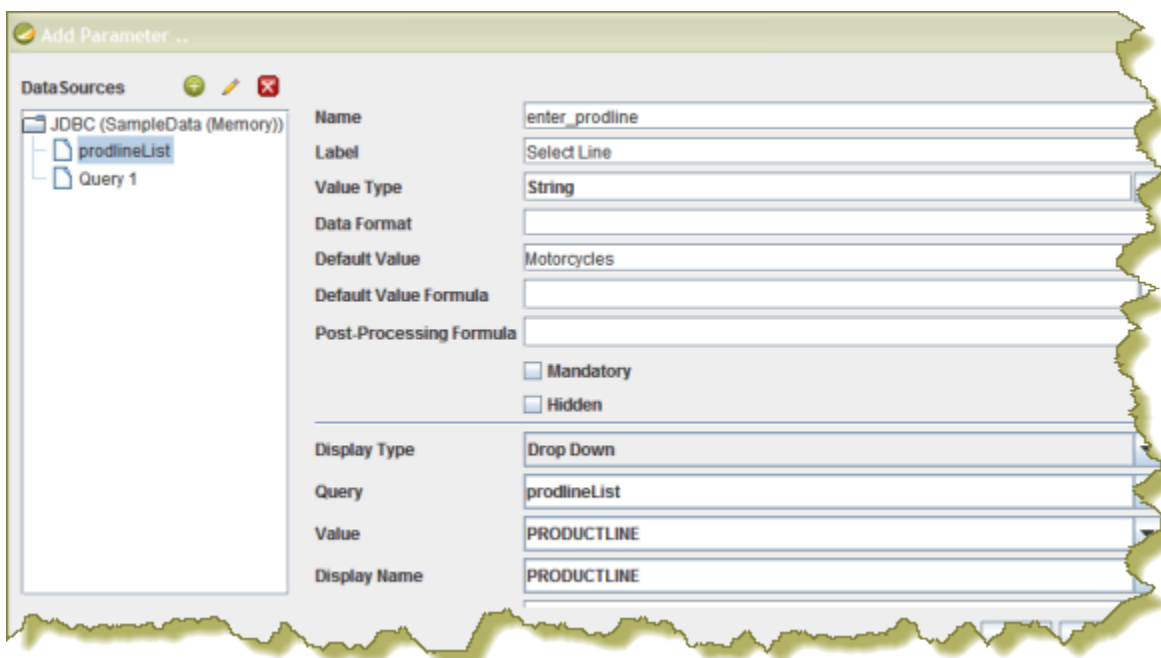 Add Parameter ..
DataSources
JDBC (SampleData (Memory))
prodlineList
Query 1
Name enter_prodline
Label Select Line
Value Type String
Data Format
Default Value Motorcycles
Default Value Formula
Post-Processing Formula
Mandatory
Hidden
Display Type Drop Down
Query prodlineList
Value PRODUCTLINE
Display Name PRODUCTLINE